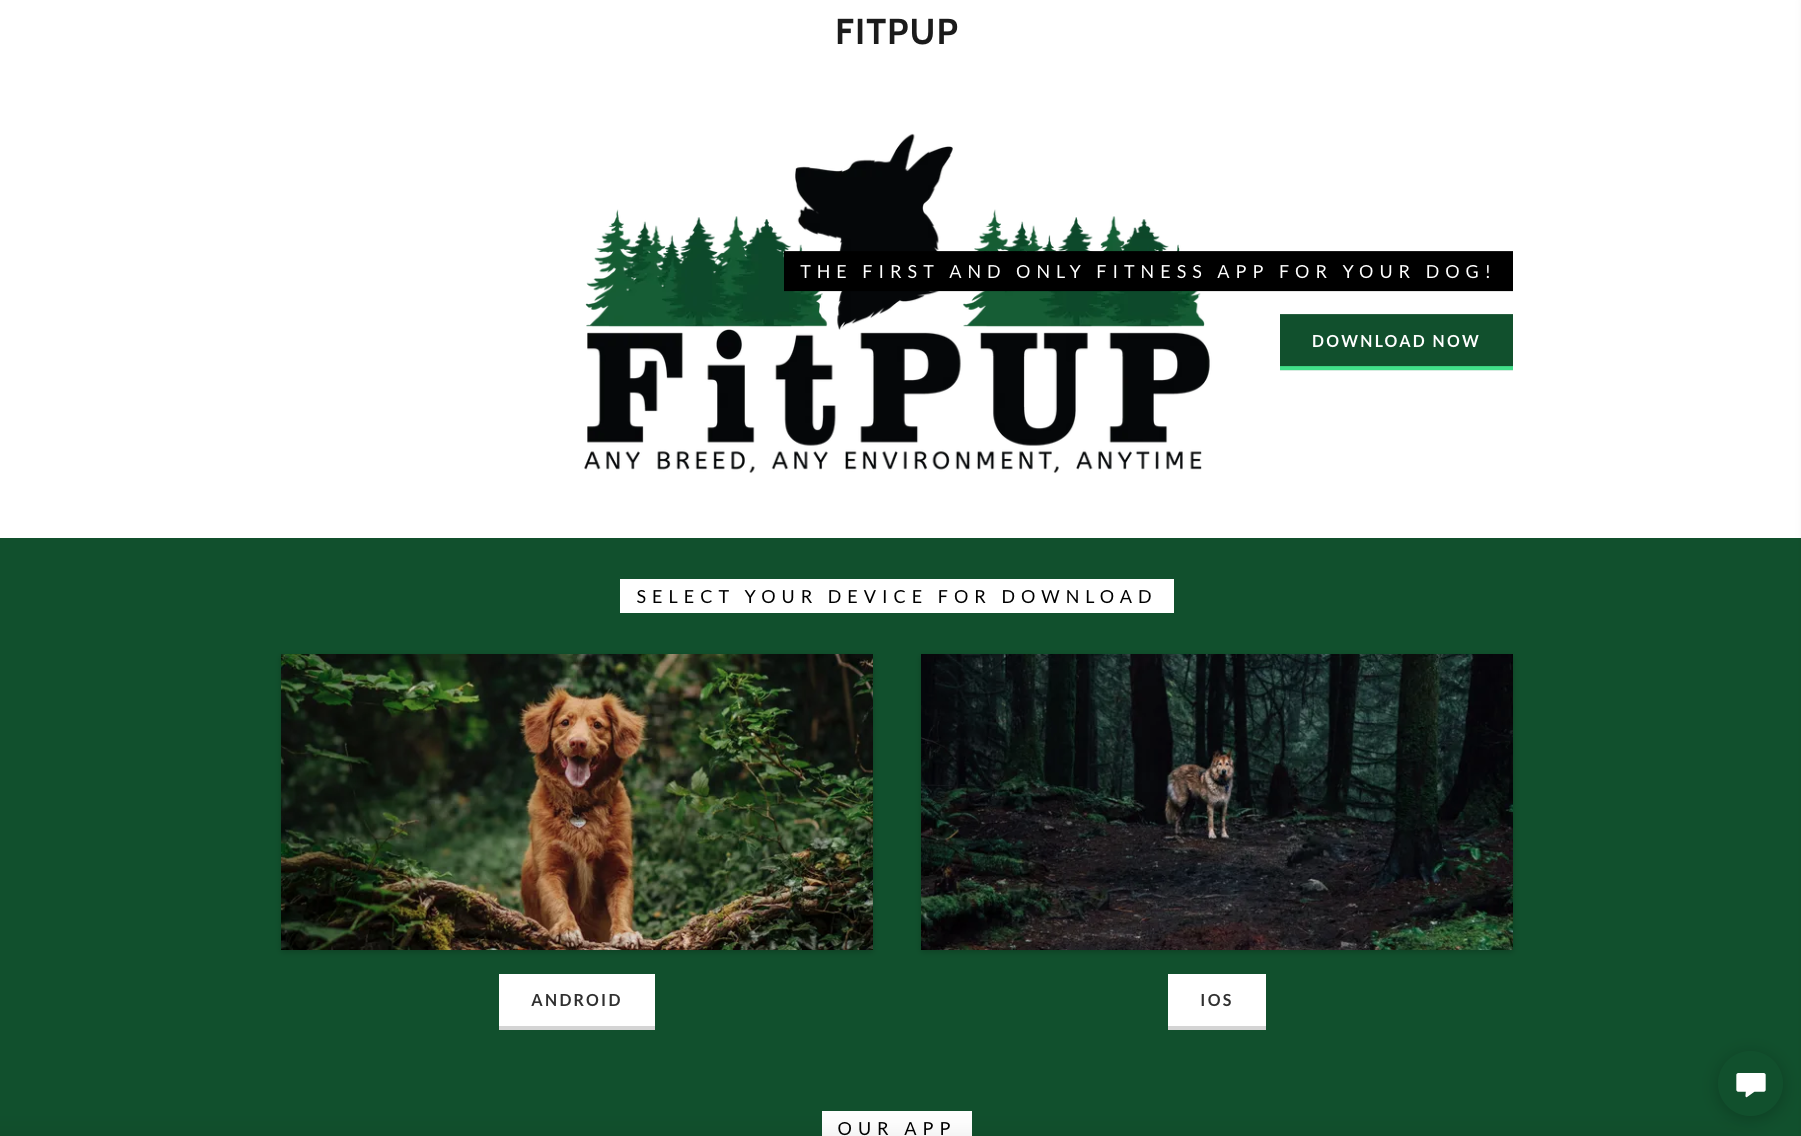 FITPUP
THE FIRST AND ONLY FITNESS APP FOR YOUR DOG!
DOWNLOAD NOW
FitPUP
ANY BREED, ANY ENVIRONMENT, ANYTIME
SELECT YOUR DEVICE FOR DOWNLOAD
ANDROID
IOS
OUR APP